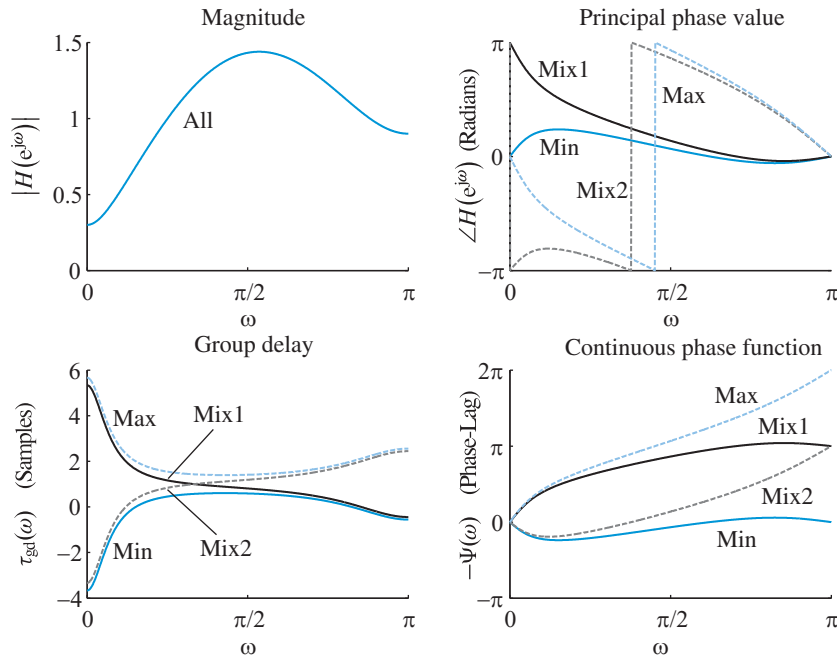 Magnitude
1.5
1
0.5
0
|H(e^jω)|
All
0
π/2
π
ω
Principal phase value
π
0
−π
∠H(e^jω) (Radians)
Mix1
Max
Min
Mix2
0
π/2
π
ω
Group delay
6
4
2
0
−2
−4
τgd(ω) (Samples)
Max
Mix1
Min
Mix2
0
π/2
π
ω
Continuous phase function
2π
π
0
−π
−Ψ(ω) (Phase-Lag)
Max
Mix1
Mix2
Min
0
π/2
π
ω